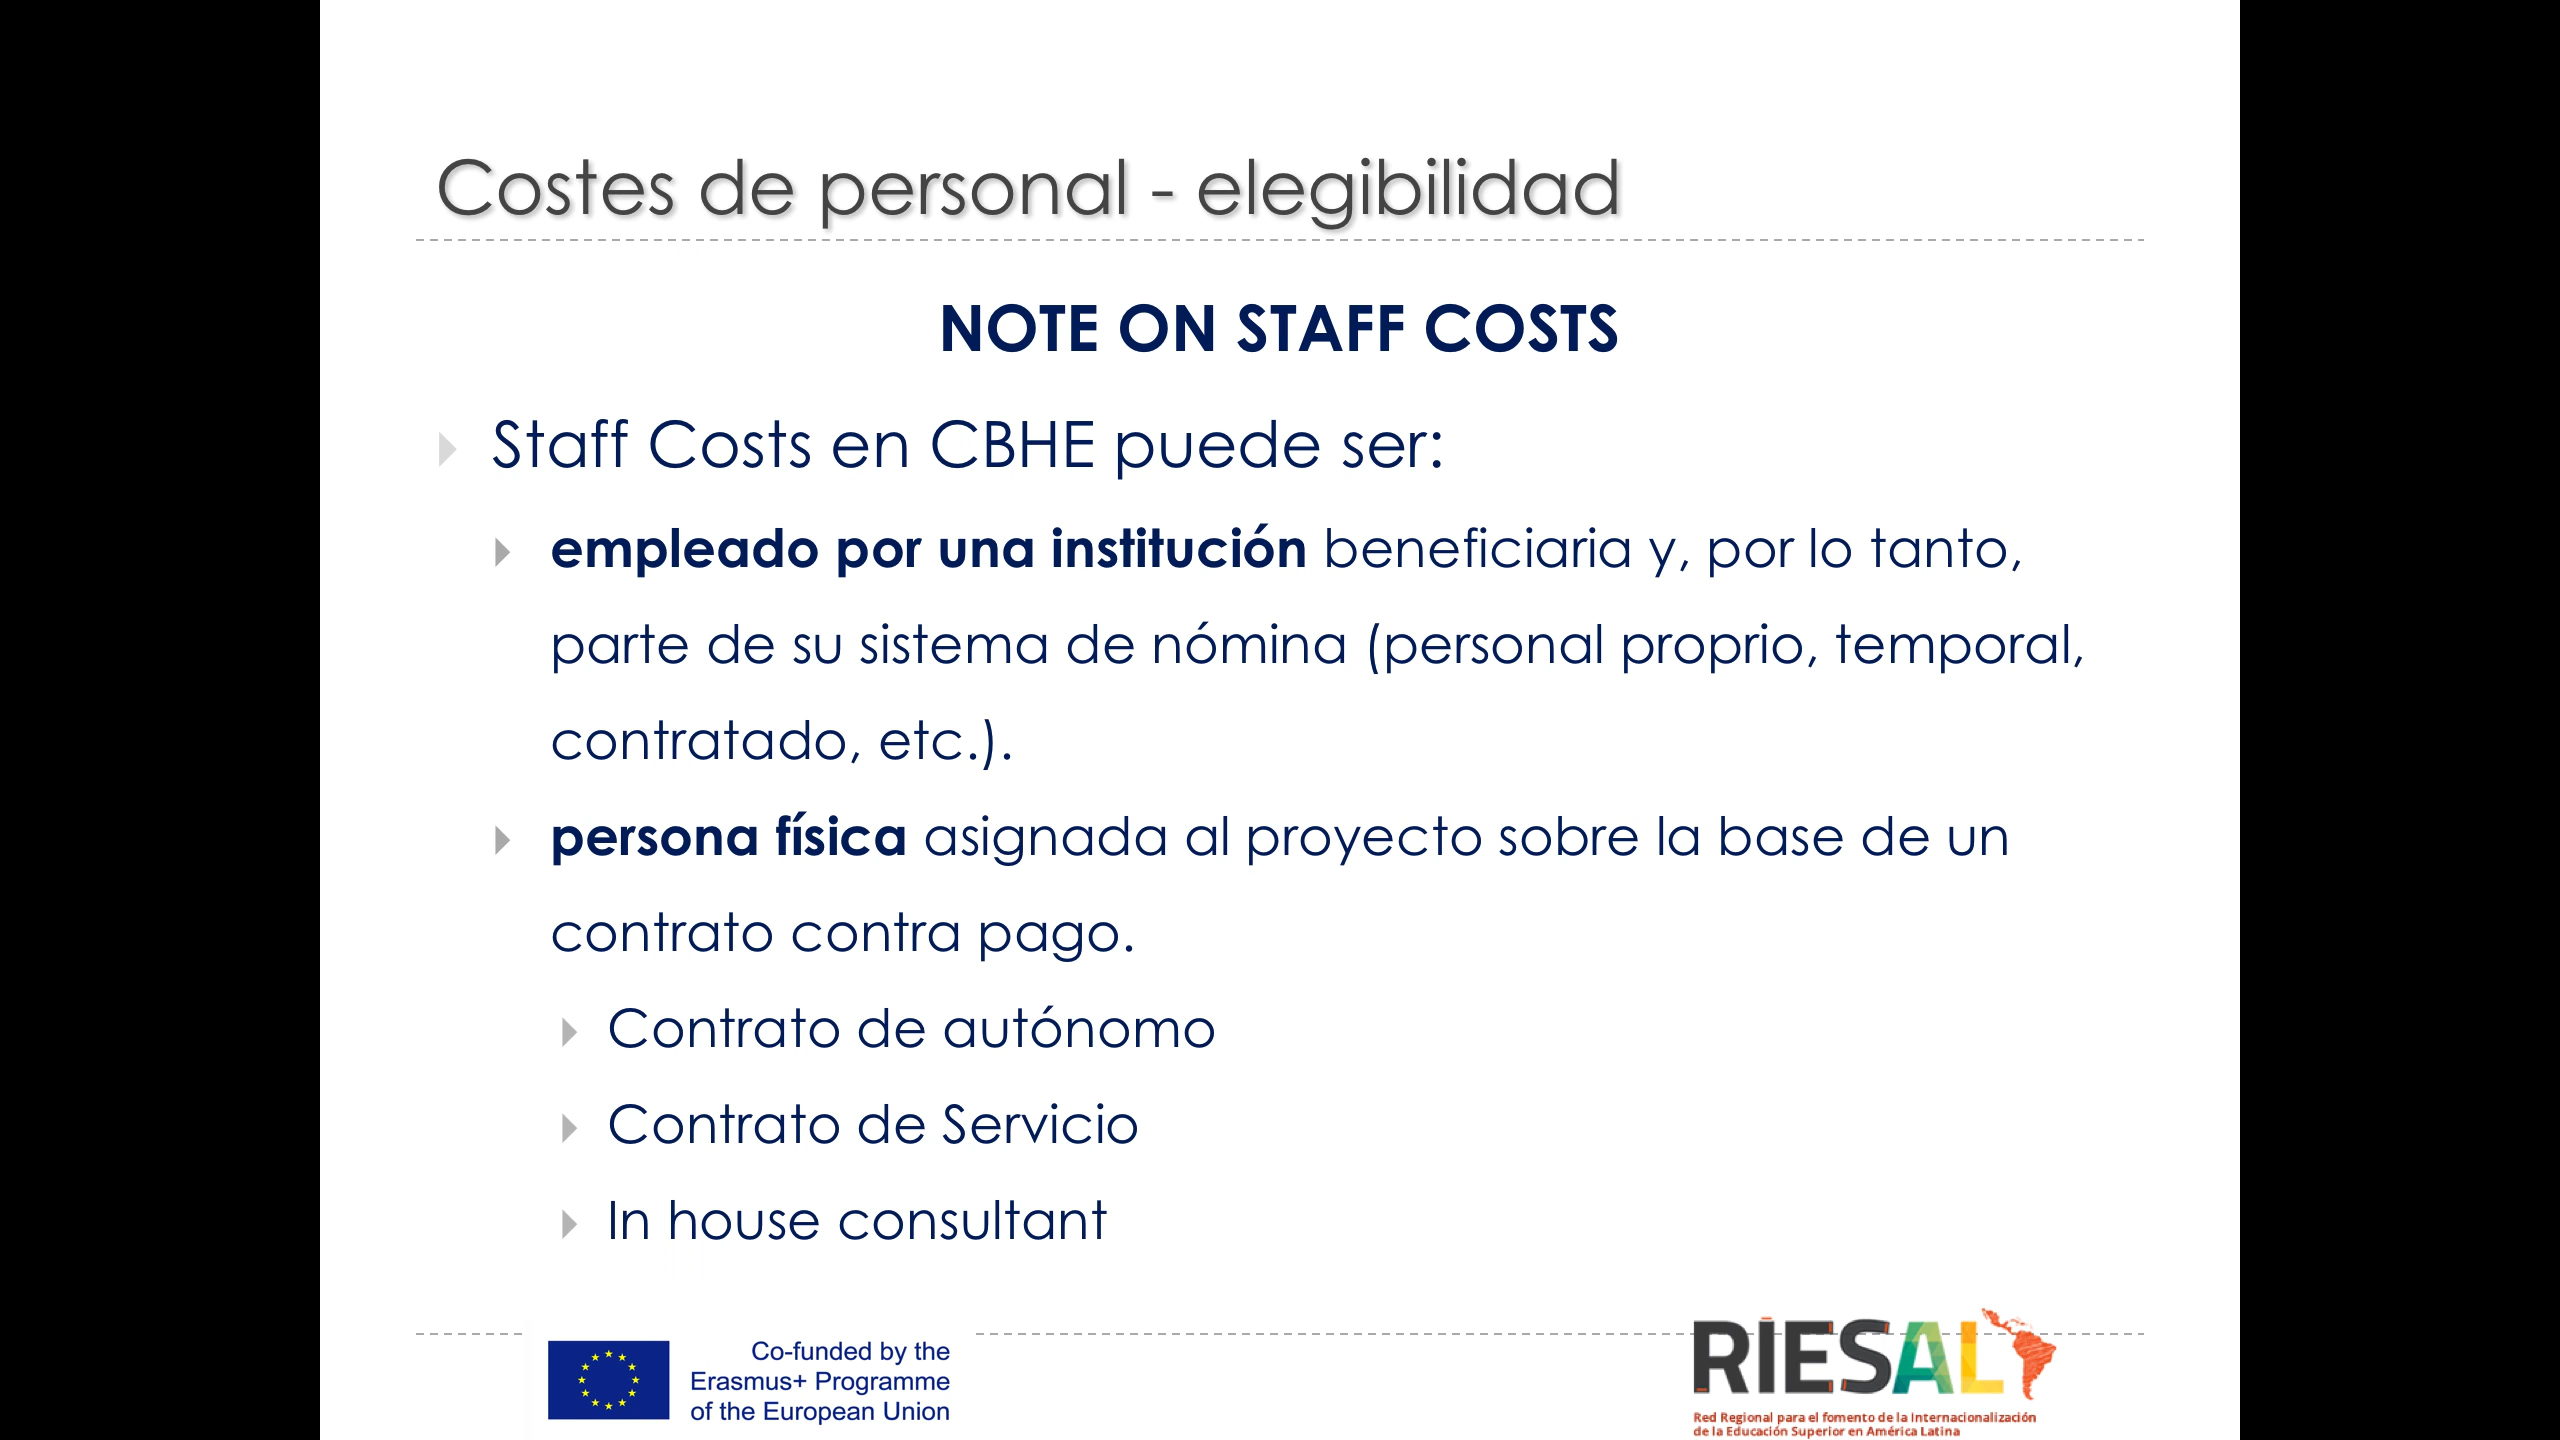 Costes de personal - elegibilidad
NOTE ON STAFF COSTS
Staff Costs en CBHE puede ser:
empleado por una institución beneficiaria y, por lo tanto,
parte de su sistema de nómina (personal proprio, temporal,
contratado, etc.).
persona física asignada al proyecto sobre la base de un
contrato contra pago.
Contrato de autónomo
Contrato de Servicio
In house consultant
Co-funded by the
Erasmus+ Programme
of the European Union
RIESAL
Red Regional para el fomento de la Internacionalización
de la Educación Superior en América Latina